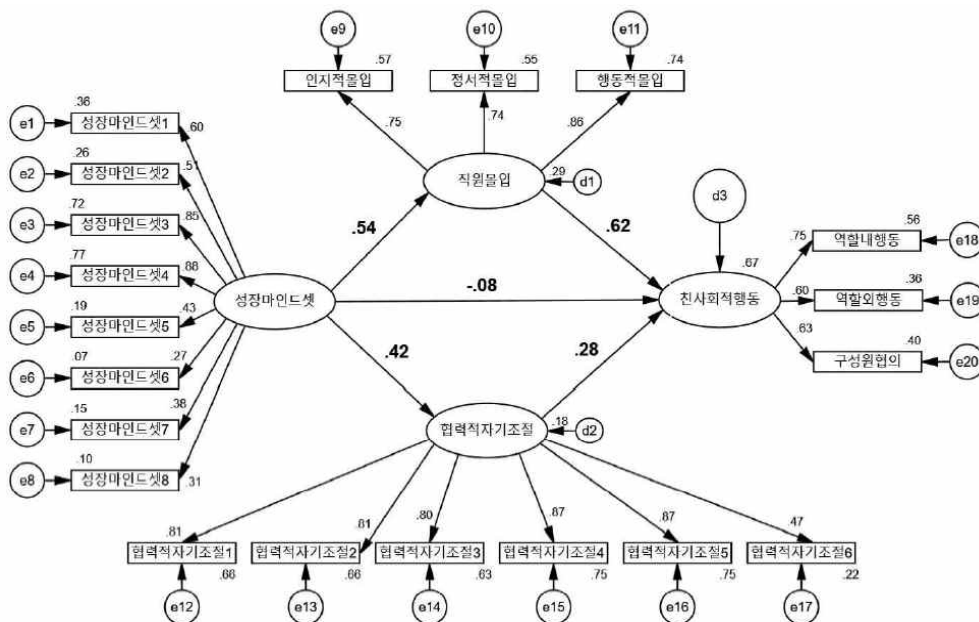 e9 e10 e11
.57 .55 .74
인지적몰입 정서적몰입 행동적몰입
.75 .74 .86
.36
e1 성장마인드셋1 .60
.26
e2 성장마인드셋2 .51
.72
e3 성장마인드셋3 .85
.77
e4 성장마인드셋4 .88
.19
e5 성장마인드셋5 .43
.07
e6 성장마인드셋6 .27
.15
e7 성장마인드셋7 .38
.10
e8 성장마인드셋8 .31
직원몰입 .29 d1
d3
.54 .62
성장마인드셋 -.08 친사회적행동 .67
.42 .28
.56
.75 역할내행동 e18
.36
.60 역할외행동 e19
.40
.63 구성원협의 e20
협력적자기조절 .18 d2
.81 .81 .80 .87 .87 .47
협력적자기조절1 협력적자기조절2 협력적자기조절3 협력적자기조절4 협력적자기조절5 협력적자기조절6
.66 .66 .63 .75 .75 .22
e12 e13 e14 e15 e16 e17